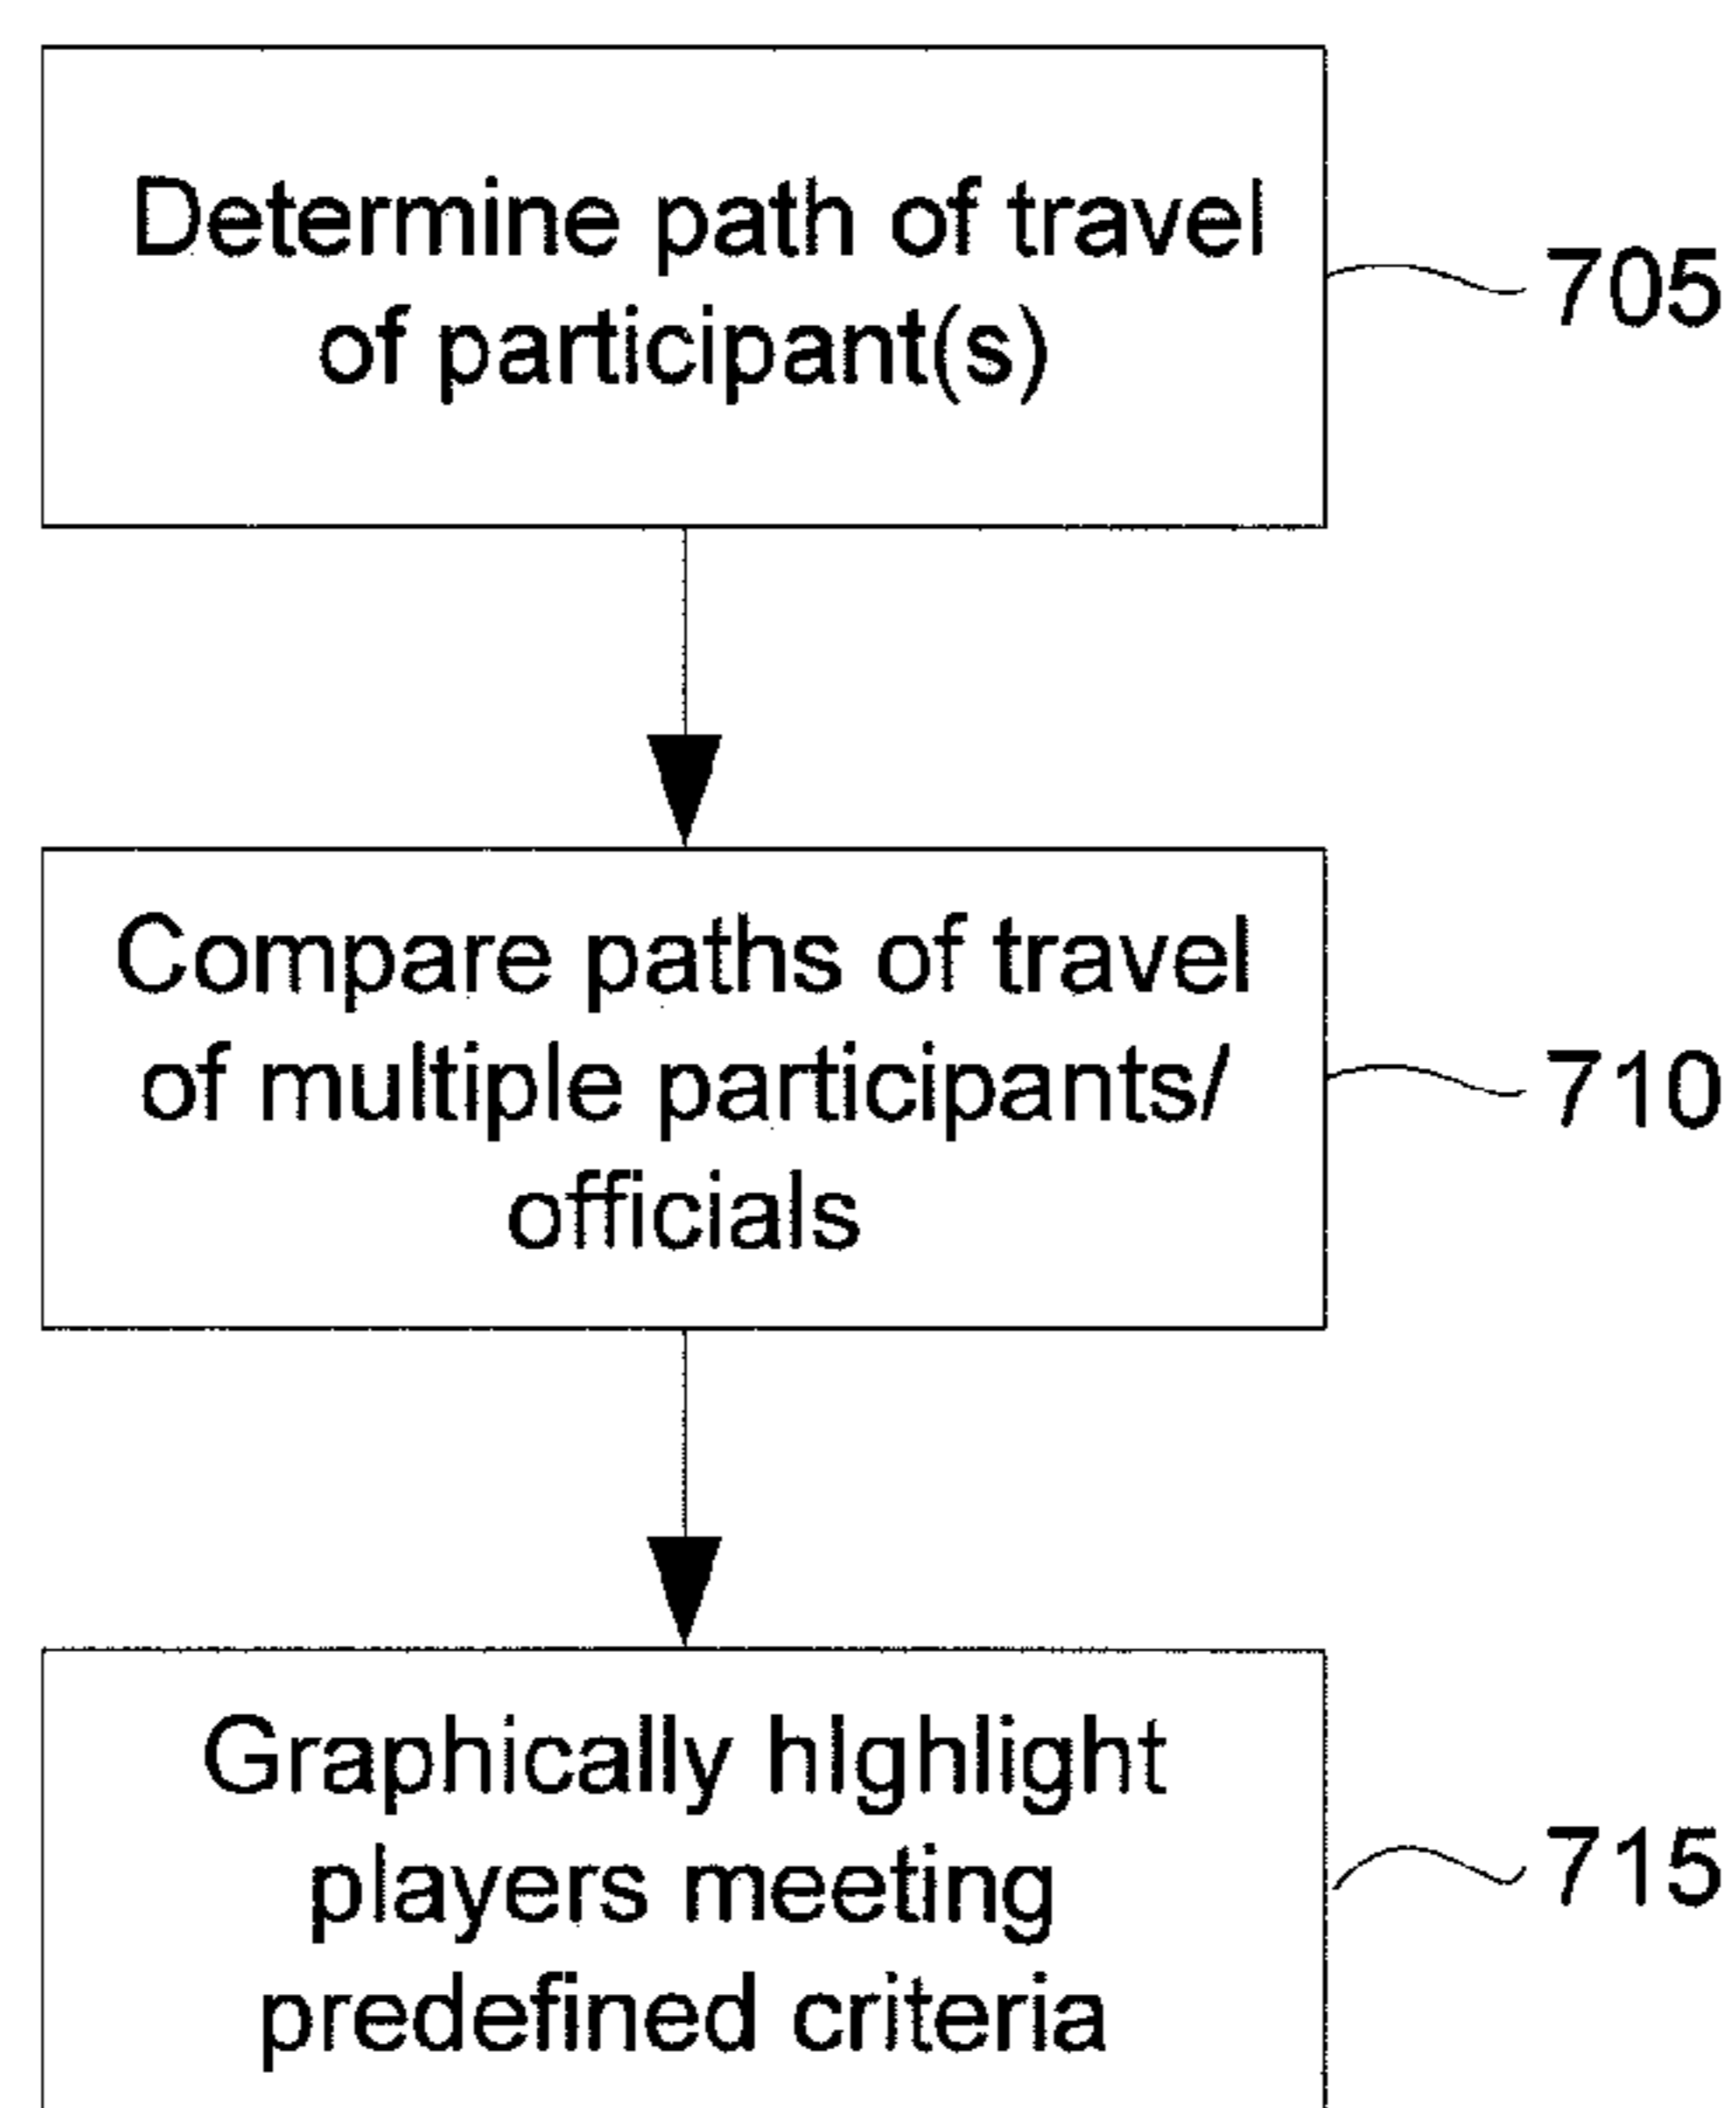 Determine path of travel
of participant(s)
705
Compare paths of travel
of multiple participants/
officials
710
Graphically hIghlight
players meeting
predefined criteria
715